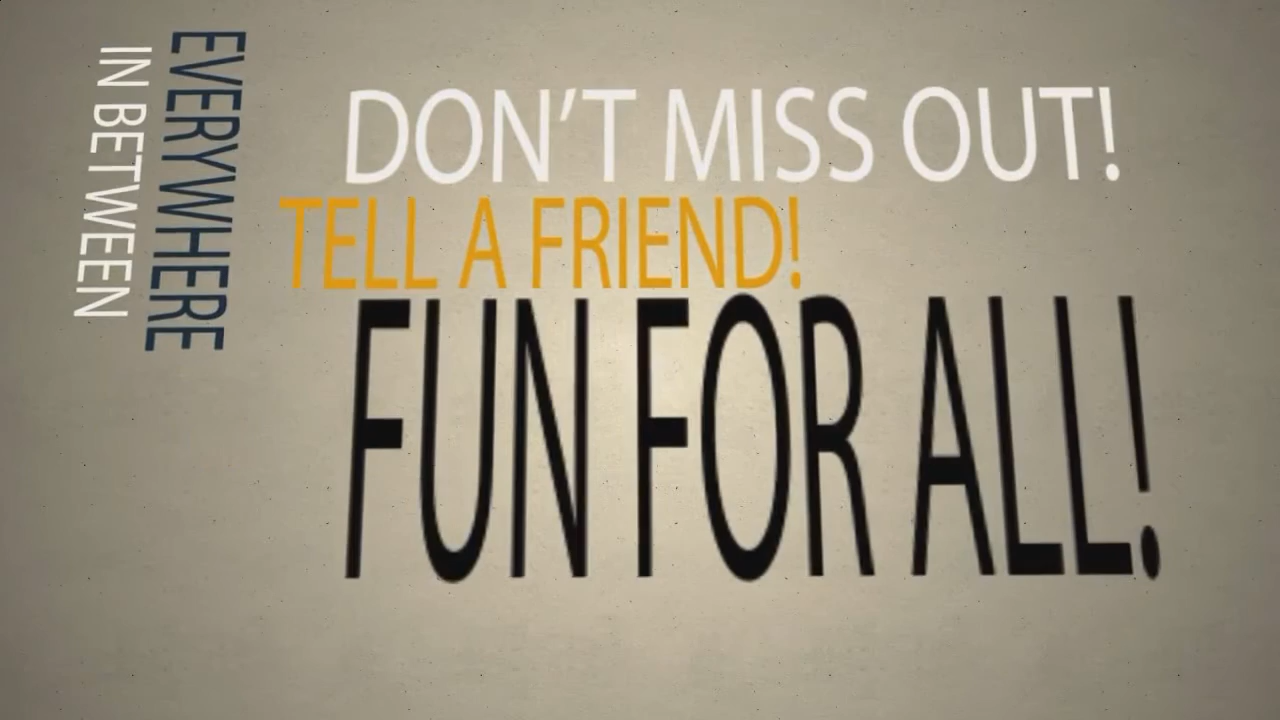 EVERYWHERE
IN BETWEEN
DON'T MISS OUT!
TELL A FRIEND!
FUN FOR ALL!